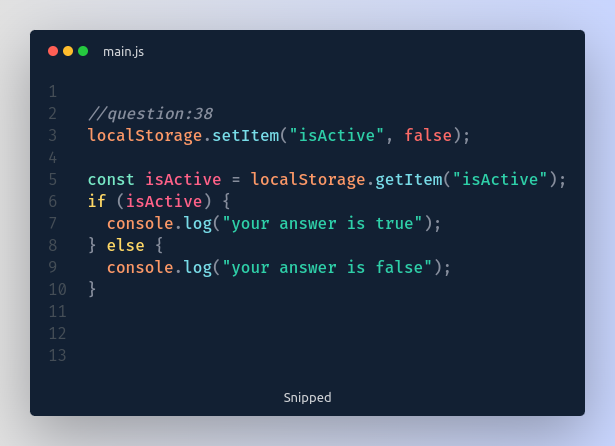 main.js
1
2 //question:38
3 localStorage.setItem("isActive", false);
4
5 const isActive = localStorage.getItem("isActive");
6 if (isActive) {
7   console.log("your answer is true");
8 } else {
9   console.log("your answer is false");
10 }
11
12
13
Snipped